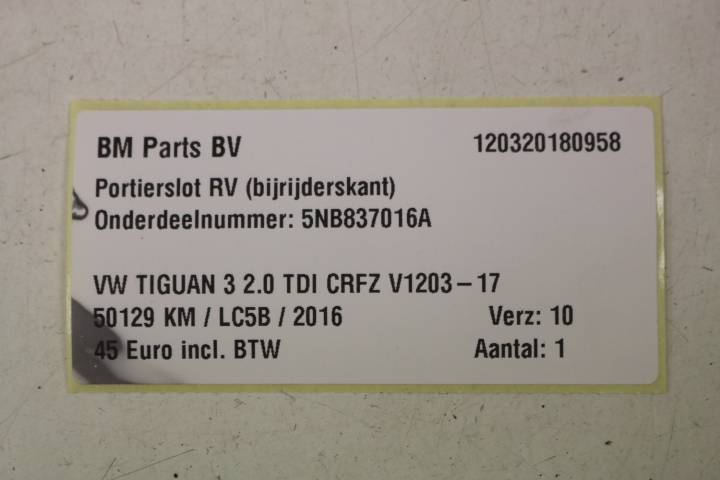 BM Parts BV 120320180958
Portierslot RV (bijrijderskant)
Onderdeelnummer: 5NB837016A
VW TIGUAN 3 2.0 TDI CRFZ V1203-17
50129 KM / LC5B / 2016 Verz: 10
45 Euro incl. BTW Aantal: 1